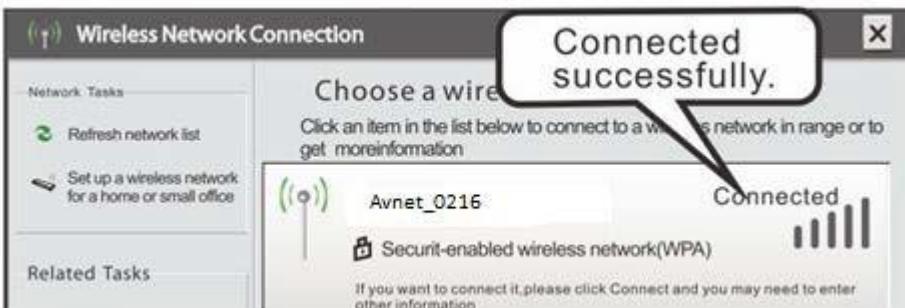 Wireless Network Connection
Connected
successfully.
Network Tasks
Refresh network list
Set up a wireless network
for a home or small office
Related Tasks
Choose a wire
Click an item in the list below to connect to a s network in range or to
get moreinformation
Avnet_0216
Connected
Securit-enabled wireless network(WPA)
If you want to connect it,please click Connect and you may need to enter
other information